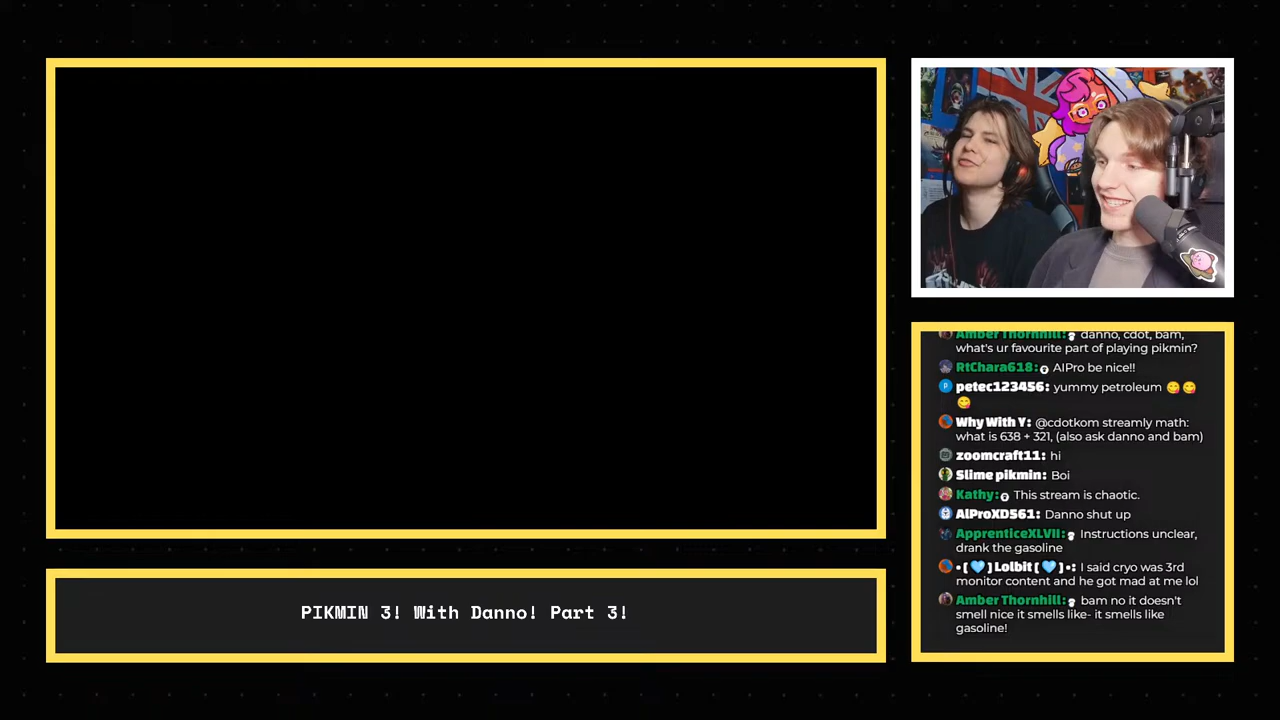 Amber Thornhill: danno, cdot, bam,
what's ur favourite part of playing pikmin?
RtChara618: AlPro be nice!!
petec123456: yummy petroleum 😋😋
😋
Why With Y: @cdotkom streamly math:
what is 638 + 321, (also ask danno and bam)
zoomcraft11: hi
Slime pikmin: Boi
Kathy: This stream is chaotic.
AlProXD561: Danno shut up
ApprenticeXLVII: Instructions unclear,
drank the gasoline
•[🩵]Lolbit[🩵]•: I said cryo was 3rd
monitor content and he got mad at me lol
Amber Thornhill: bam no it doesn't
smell nice it smells like- it smells like
gasoline!
PIKMIN 3! With Danno! Part 3!